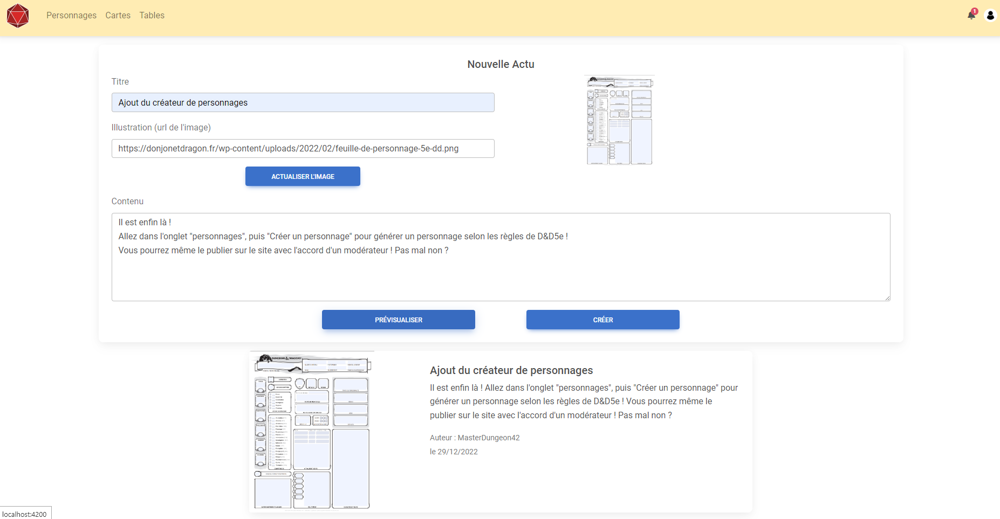 Personnages Cartes Tables
1
Nouvelle Actu
Titre
Ajout du créateur de personnages
Illustration (url de l'image)
https://donjonetdragon.fr/wp-content/uploads/2022/02/feuille-de-personnage-5e-dd.png
ACTUALISER L'IMAGE
Contenu
Il est enfin là !
Allez dans l'onglet "personnages", puis "Créer un personnage" pour générer un personnage selon les règles de D&D5e !
Vous pourrez même le publier sur le site avec l'accord d'un modérateur ! Pas mal non ?
PRÉVISUALISER
CRÉER
DUNGEONS & DRAGONS
Ajout du créateur de personnages
Il est enfin là ! Allez dans l'onglet "personnages", puis "Créer un personnage" pour
générer un personnage selon les règles de D&D5e ! Vous pourrez même le
publier sur le site avec l'accord d'un modérateur ! Pas mal non ?
Auteur : MasterDungeon42
le 29/12/2022
localhost:4200